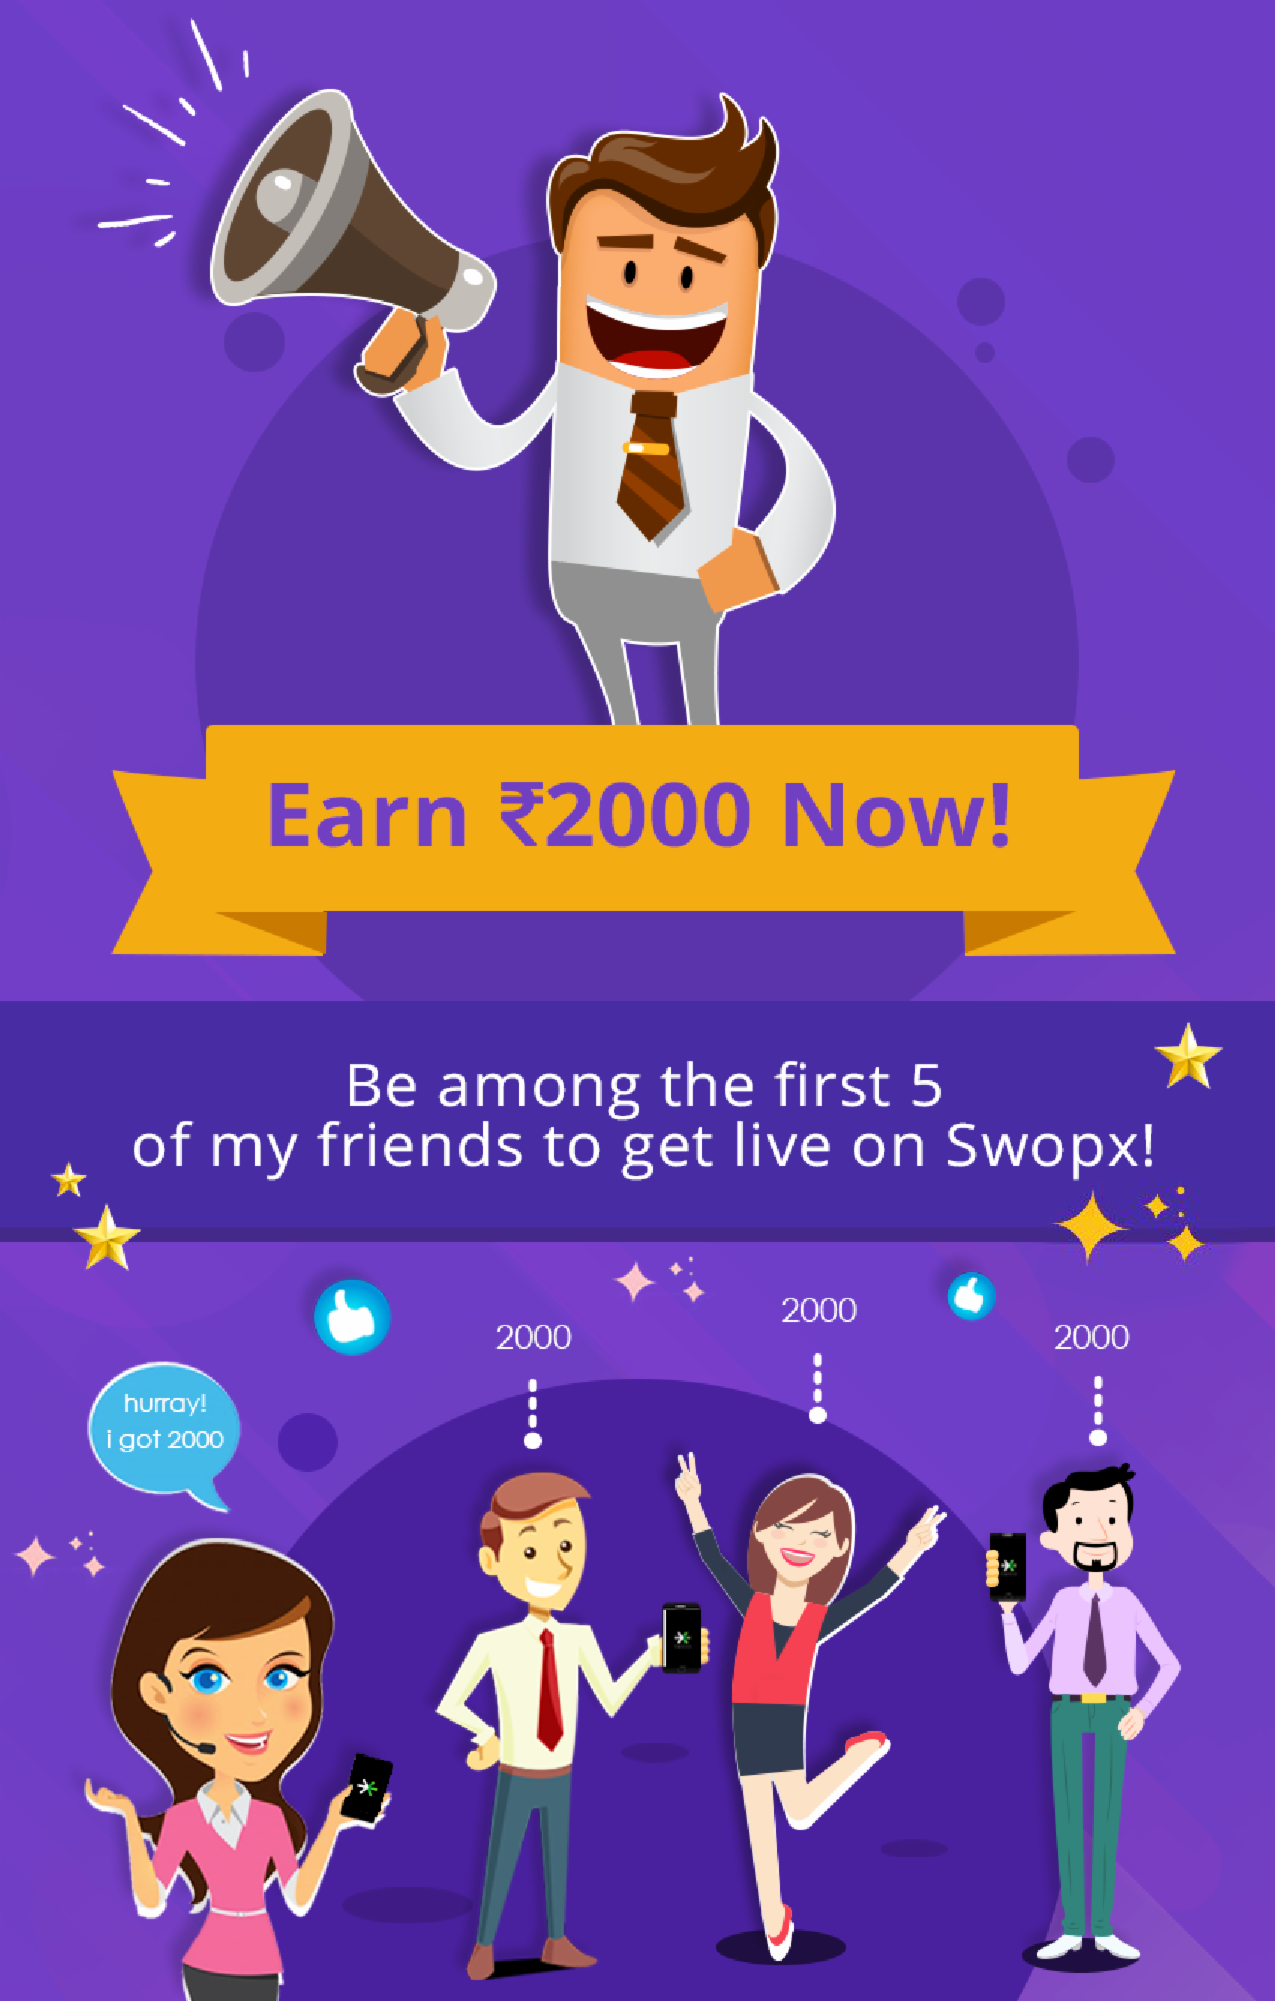 Earn ₹2000 Now!
Be among the first 5
of my friends to get live on Swopx!
2000
2000
2000
hurray!
i got 2000